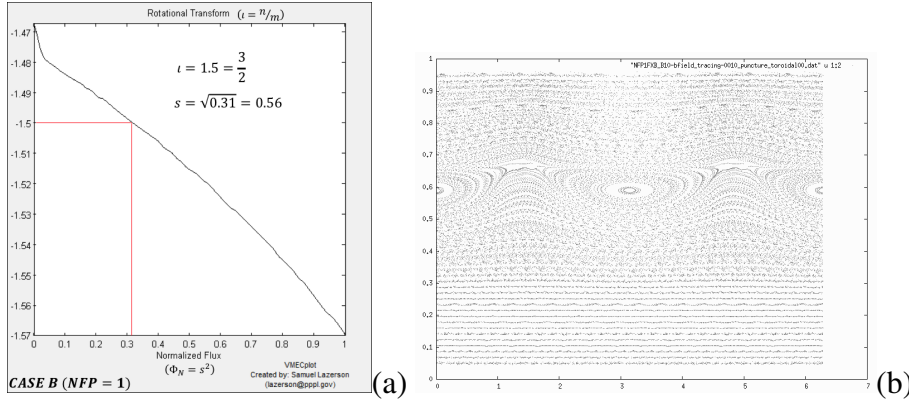 Rotational Transform (ι = n/m)
-1.47
-1.48
-1.49
-1.5
-1.51
-1.52
-1.53
-1.54
-1.55
-1.56
-1.57
ι = 1.5 = 3/2
s = √0.31 = 0.56
0 0.1 0.2 0.3 0.4 0.5 0.6 0.7 0.8 0.9 1
Normalized Flux
(Φ_N = s²)
VMECplot
Created by: Samuel Lazerson
(lazerson@pppl.gov)
CASE B (NFP = 1)
(a)
"NFP1FXB_B10-bfield_tracing-0010_puncture_toroidal00.dat" u 1:2
1
0,9
0,8
0,7
0,6
0,5
0,4
0,3
0,2
0,1
0
0 1 2 3 4 5 6 7
(b)